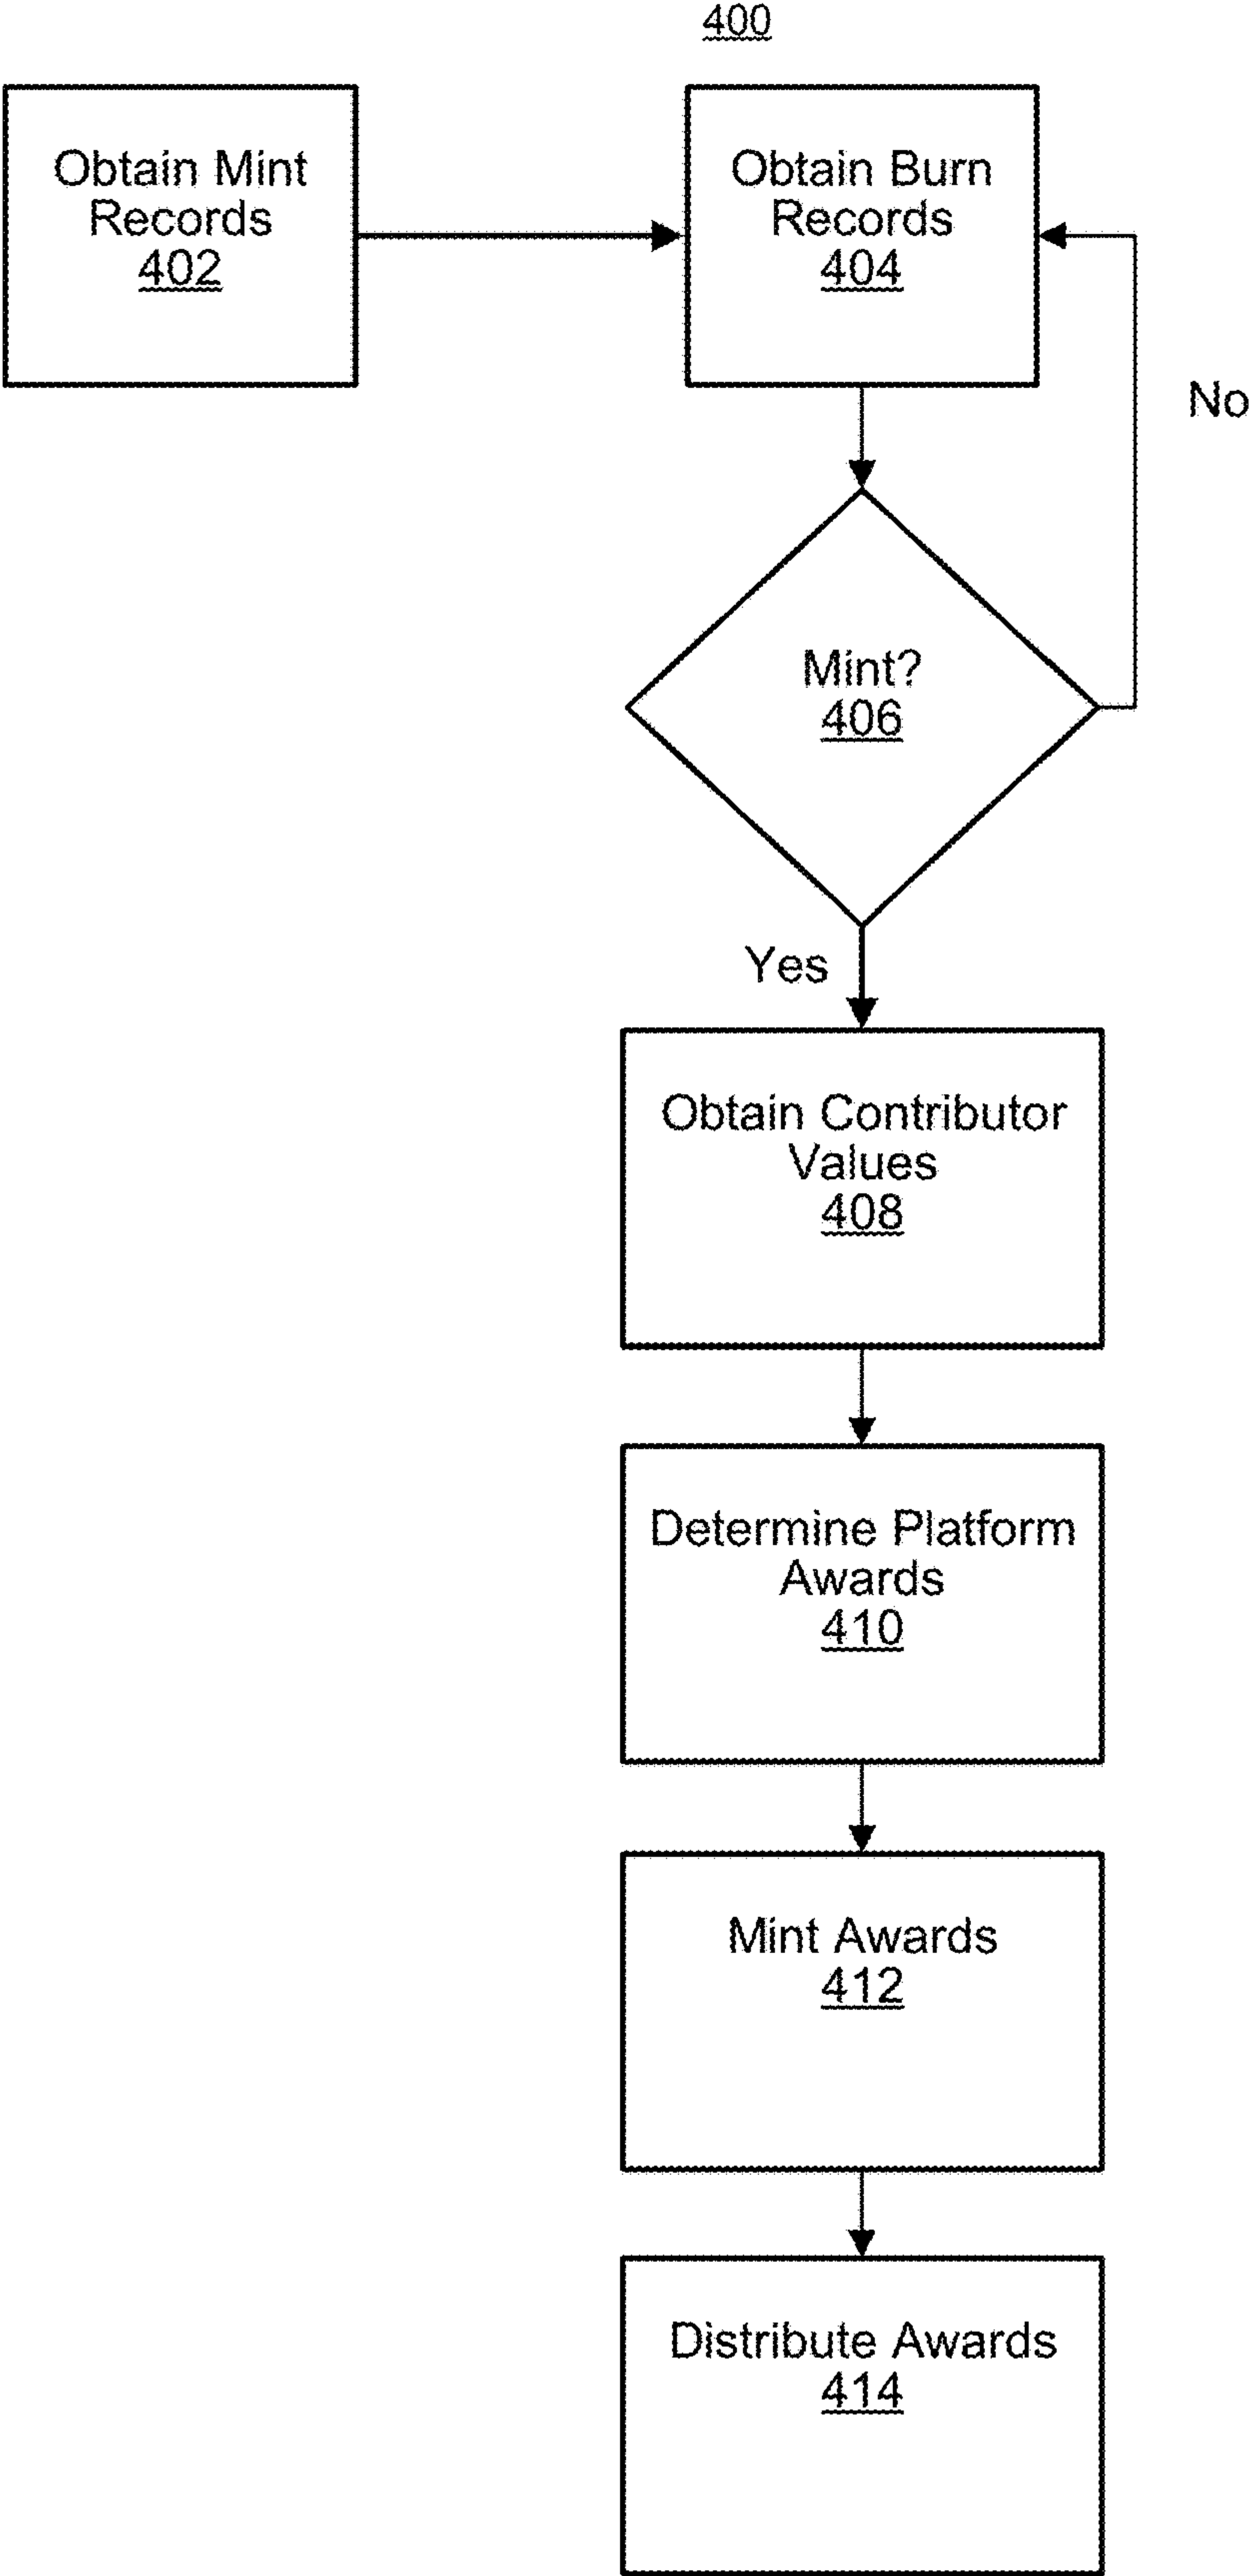 400
Obtain Mint
Records
402
Obtain Burn
Records
404
No
Mint?
406
Yes
Obtain Contributor
Values
408
Determine Platform
Awards
410
Mint Awards
412
Distribute Awards
414